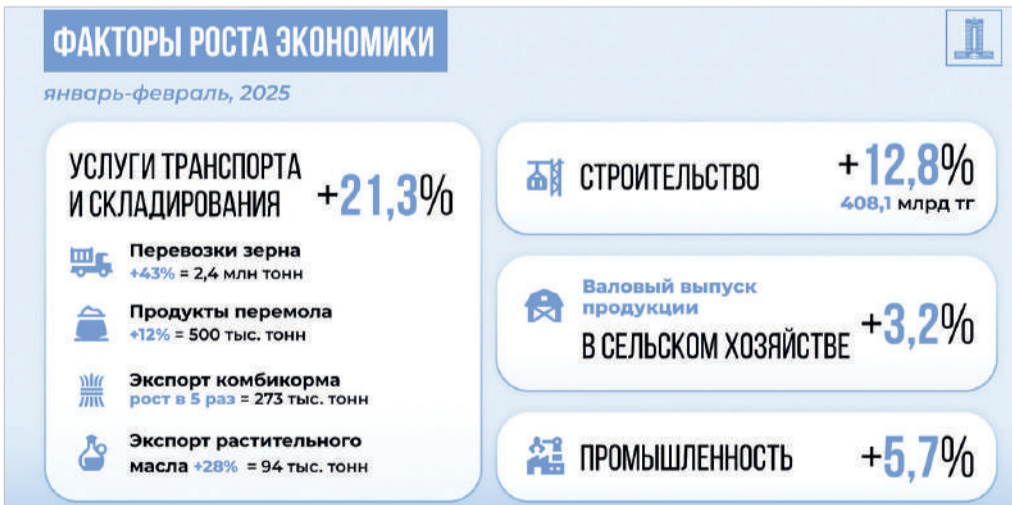 ФАКТОРЫ РОСТА ЭКОНОМИКИ
январь-февраль, 2025
УСЛУГИ ТРАНСПОРТА
И СКЛАДИРОВАНИЯ
+21,3%
Перевозки зерна
+43% = 2,4 млн тонн
Продукты перемола
+12% = 500 тыс. тонн
Экспорт комбикорма
рост в 5 раз = 273 тыс. тонн
Экспорт растительного
масла +28% = 94 тыс. тонн
СТРОИТЕЛЬСТВО
+12,8%
408,1 млрд тг
Валовый выпуск
продукции
В СЕЛЬСКОМ ХОЗЯЙСТВЕ
+3,2%
ПРОМЫШЛЕННОСТЬ
+5,7%